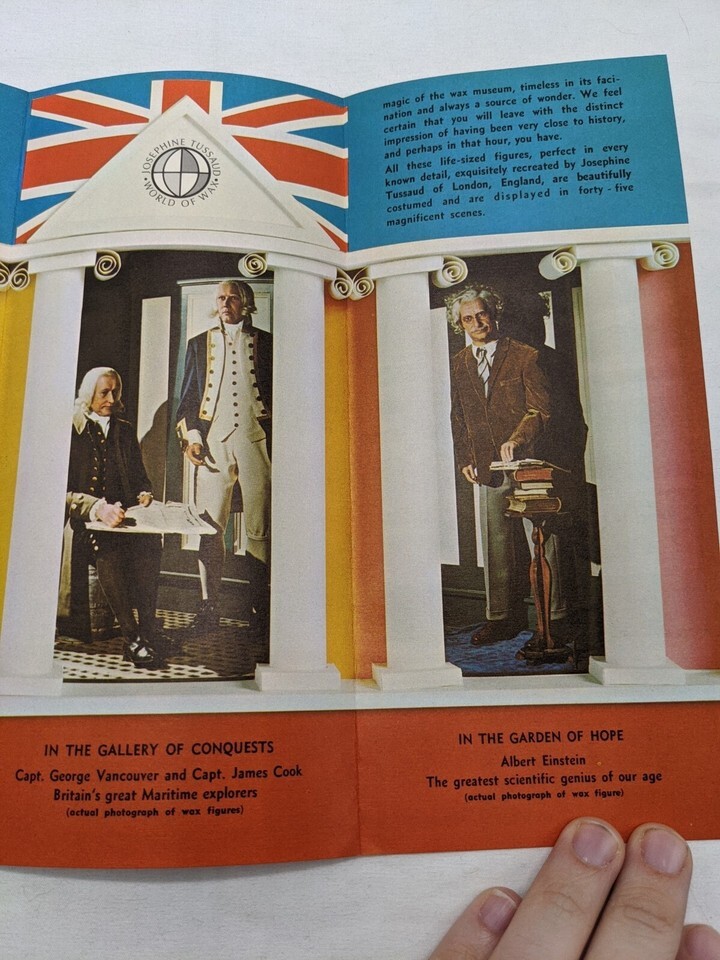 JOSEPHINE TUSSAUD
WORLD OF WAX
magic of the wax museum, timeless in its faci-
nation and always a source of wonder. We feel
certain that you will leave with the distinct
impression of having been very close to history,
and perhaps in that hour, you have.
All these life-sized figures, perfect in every
known detail, exquisitely recreated by Josephine
Tussaud of London, England, are beautifully
costumed and are displayed in forty-five
magnificent scenes.
IN THE GALLERY OF CONQUESTS
Capt. George Vancouver and Capt. James Cook
Britain's great Maritime explorers
(actual photograph of wax figures)
IN THE GARDEN OF HOPE
Albert Einstein
The greatest scientific genius of our age
(actual photograph of wax figure)